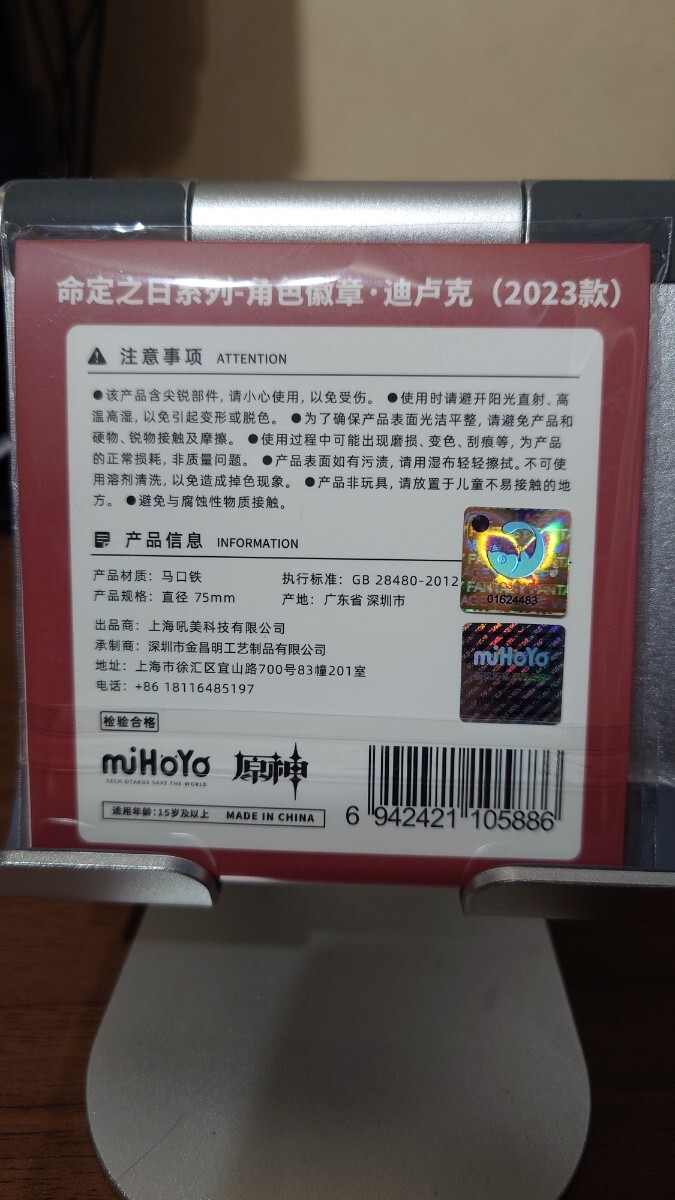 命定之日系列-角色徽章·迪卢克（2023款）
注意事项 ATTENTION
●该产品含尖锐部件，请小心使用，以免受伤。 ●使用时请避开阳光直射、高
温高湿，以免引起变形或脱色。 ●为了确保产品表面光洁平整，请避免产品和
硬物、锐物接触及摩擦。 ●使用过程中可能出现磨损、变色、刮痕等，为产品
的正常损耗，非质量问题。 ●产品表面如有污渍，请用湿布轻轻擦拭。不可使
用溶剂清洗，以免造成掉色现象。 ●产品非玩具，请放置于儿童不易接触的地
方。 ●避免与腐蚀性物质接触。
产品信息 INFORMATION
产品材质：马口铁 执行标准：GB 28480-2012
产品规格：直径 75mm 产地：广东省 深圳市
01624483
出品商：上海吼美科技有限公司
承制商：深圳市金昌明工艺制品有限公司
地址：上海市徐汇区宜山路700号83幢201室
电话：+86 18116485197
miHoYo
检验合格
miHoYo 原神
TECH OTAKUS SAVE THE WORLD
适用年龄：15岁及以上 MADE IN CHINA
6 942421 105886